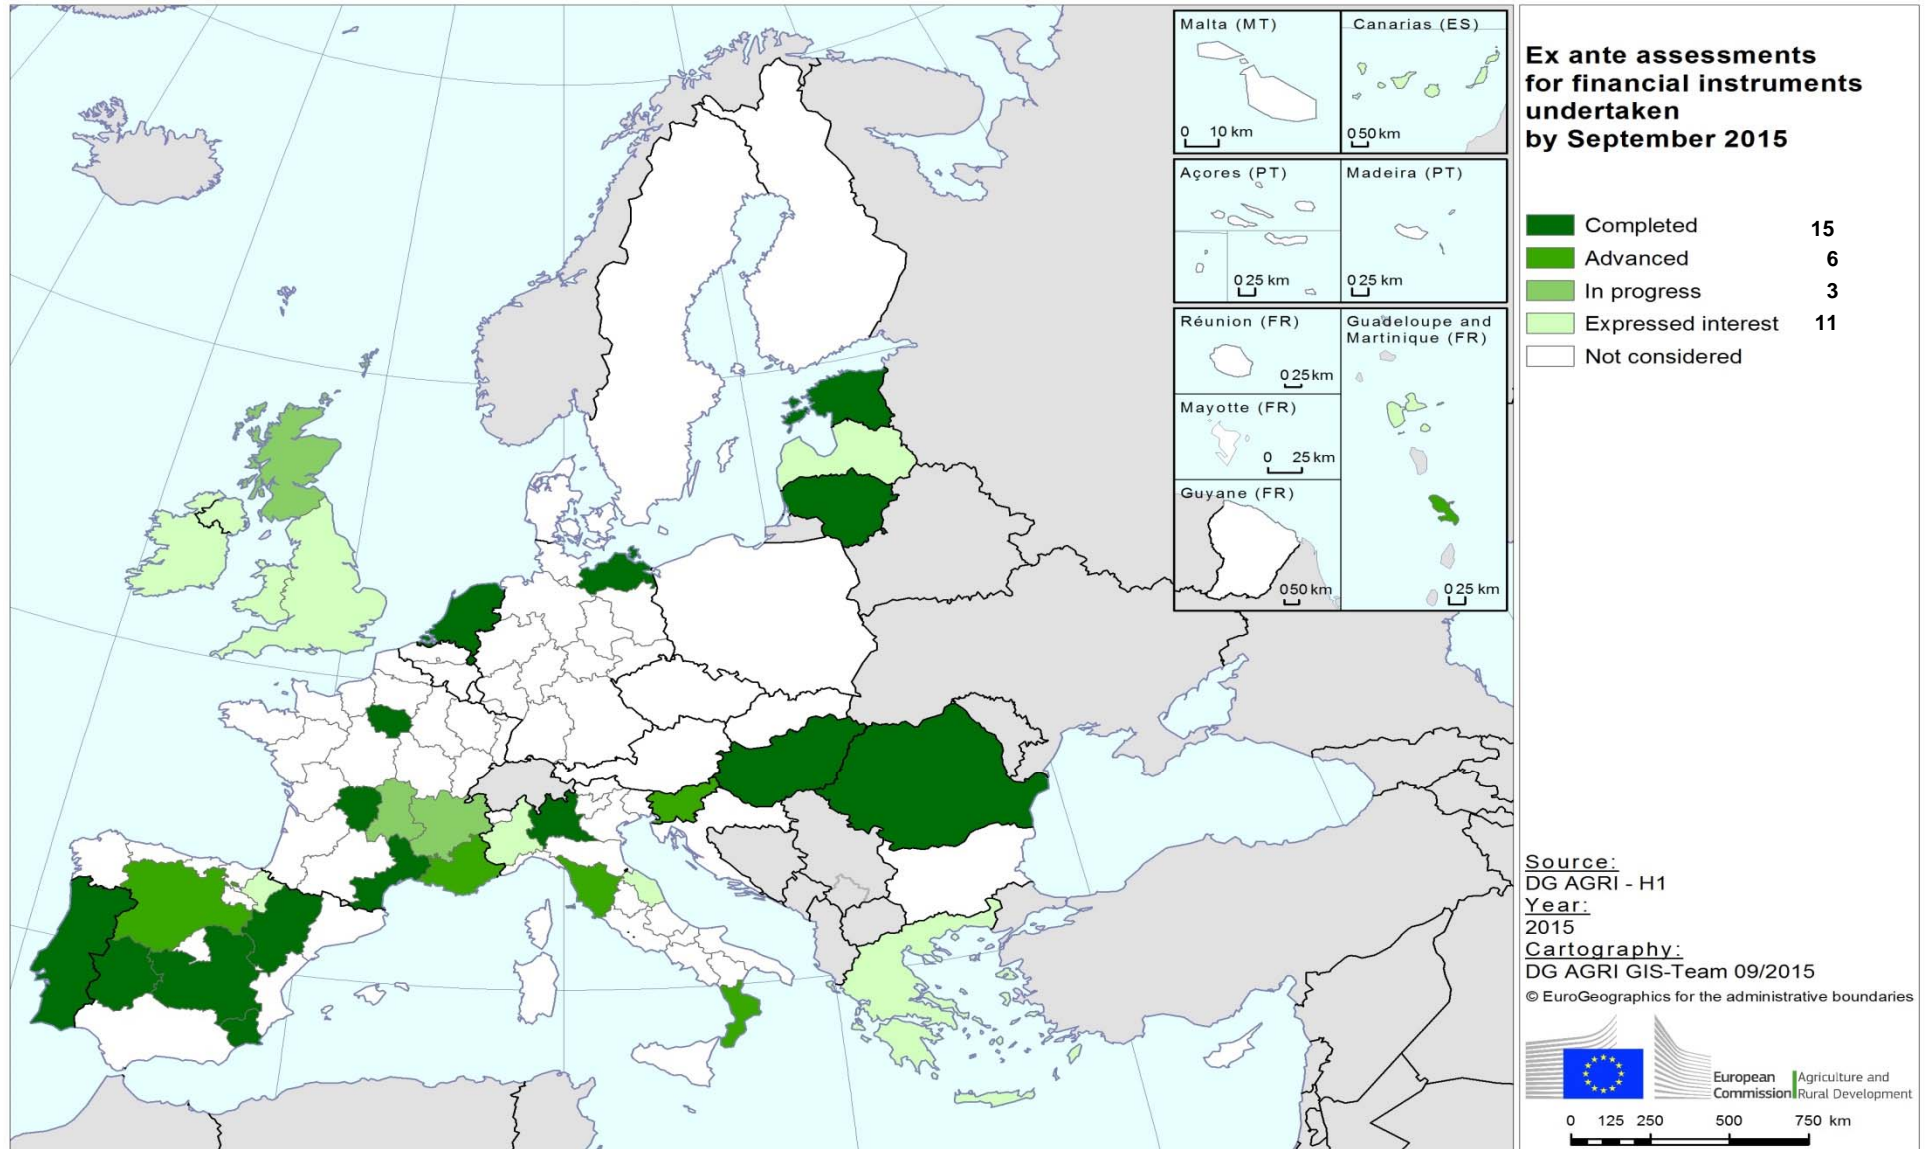 Malta (MT)
0 10 km
Canarias (ES)
0 50 km
Açores (PT)
0 25 km
Madeira (PT)
0 25 km
Réunion (FR)
0 25 km
Guadeloupe and
Martinique (FR)
0 25 km
Mayotte (FR)
0 25 km
Guyane (FR)
0 50 km
Ex ante assessments
for financial instruments
undertaken
by September 2015
Completed 15
Advanced 6
In progress 3
Expressed interest 11
Not considered
Source:
DG AGRI - H1
Year:
2015
Cartography:
DG AGRI GIS-Team 09/2015
© EuroGeographics for the administrative boundaries
European
Commission
Agriculture and
Rural Development
0 125 250 500 750 km